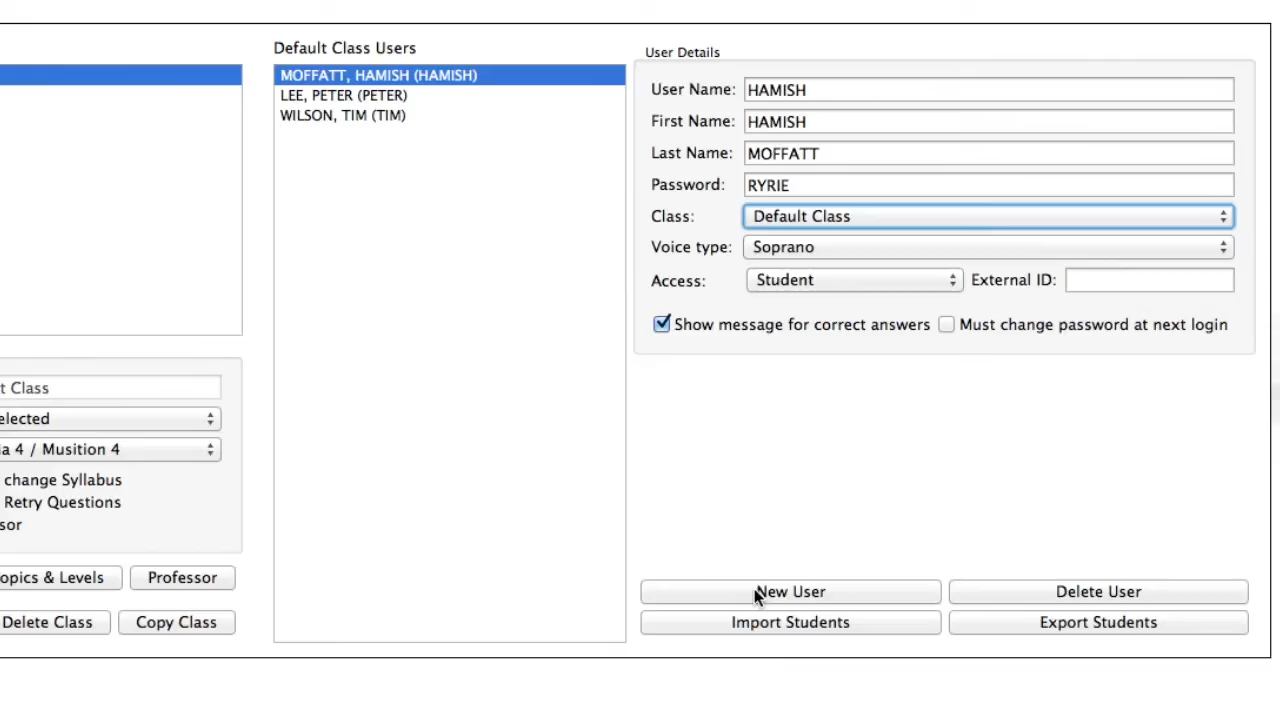 Default Class Users
MOFFATT, HAMISH (HAMISH)
LEE, PETER (PETER)
WILSON, TIM (TIM)
User Details
User Name: HAMISH
First Name: HAMISH
Last Name: MOFFATT
Password: RYRIE
Class: Default Class
Voice type: Soprano
Access: Student External ID:
Show message for correct answers Must change password at next login
t Class
elected
a 4 / Musition 4
change Syllabus
Retry Questions
sor
opics & Levels Professor
Delete Class Copy Class
New User Delete User
Import Students Export Students